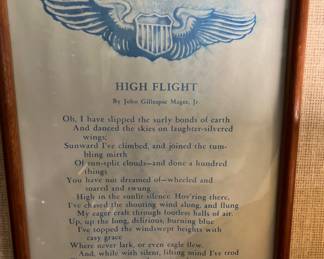 HIGH FLIGHT
By John Gillespie Magee, Jr
Oh, I have slipped the surly bonds of earth
And danced the skies on laughter-silvered
wings;
Sunward I've climbed, and joined the tum-
bling mirth
Of sun-split clouds—and done a hundred
things
You have not dreamed of—wheeled and
soared and swung
High in the sunlit silence. Hov'ring there,
I've chased the shouting wind along, and flung
My eager craft through footless halls of air.
Up, up the long, delirious, burning blue
I've topped the windswept heights with
easy grace
Where never lark, or even eagle flew.
And, while with silent, lifting mind I've trod